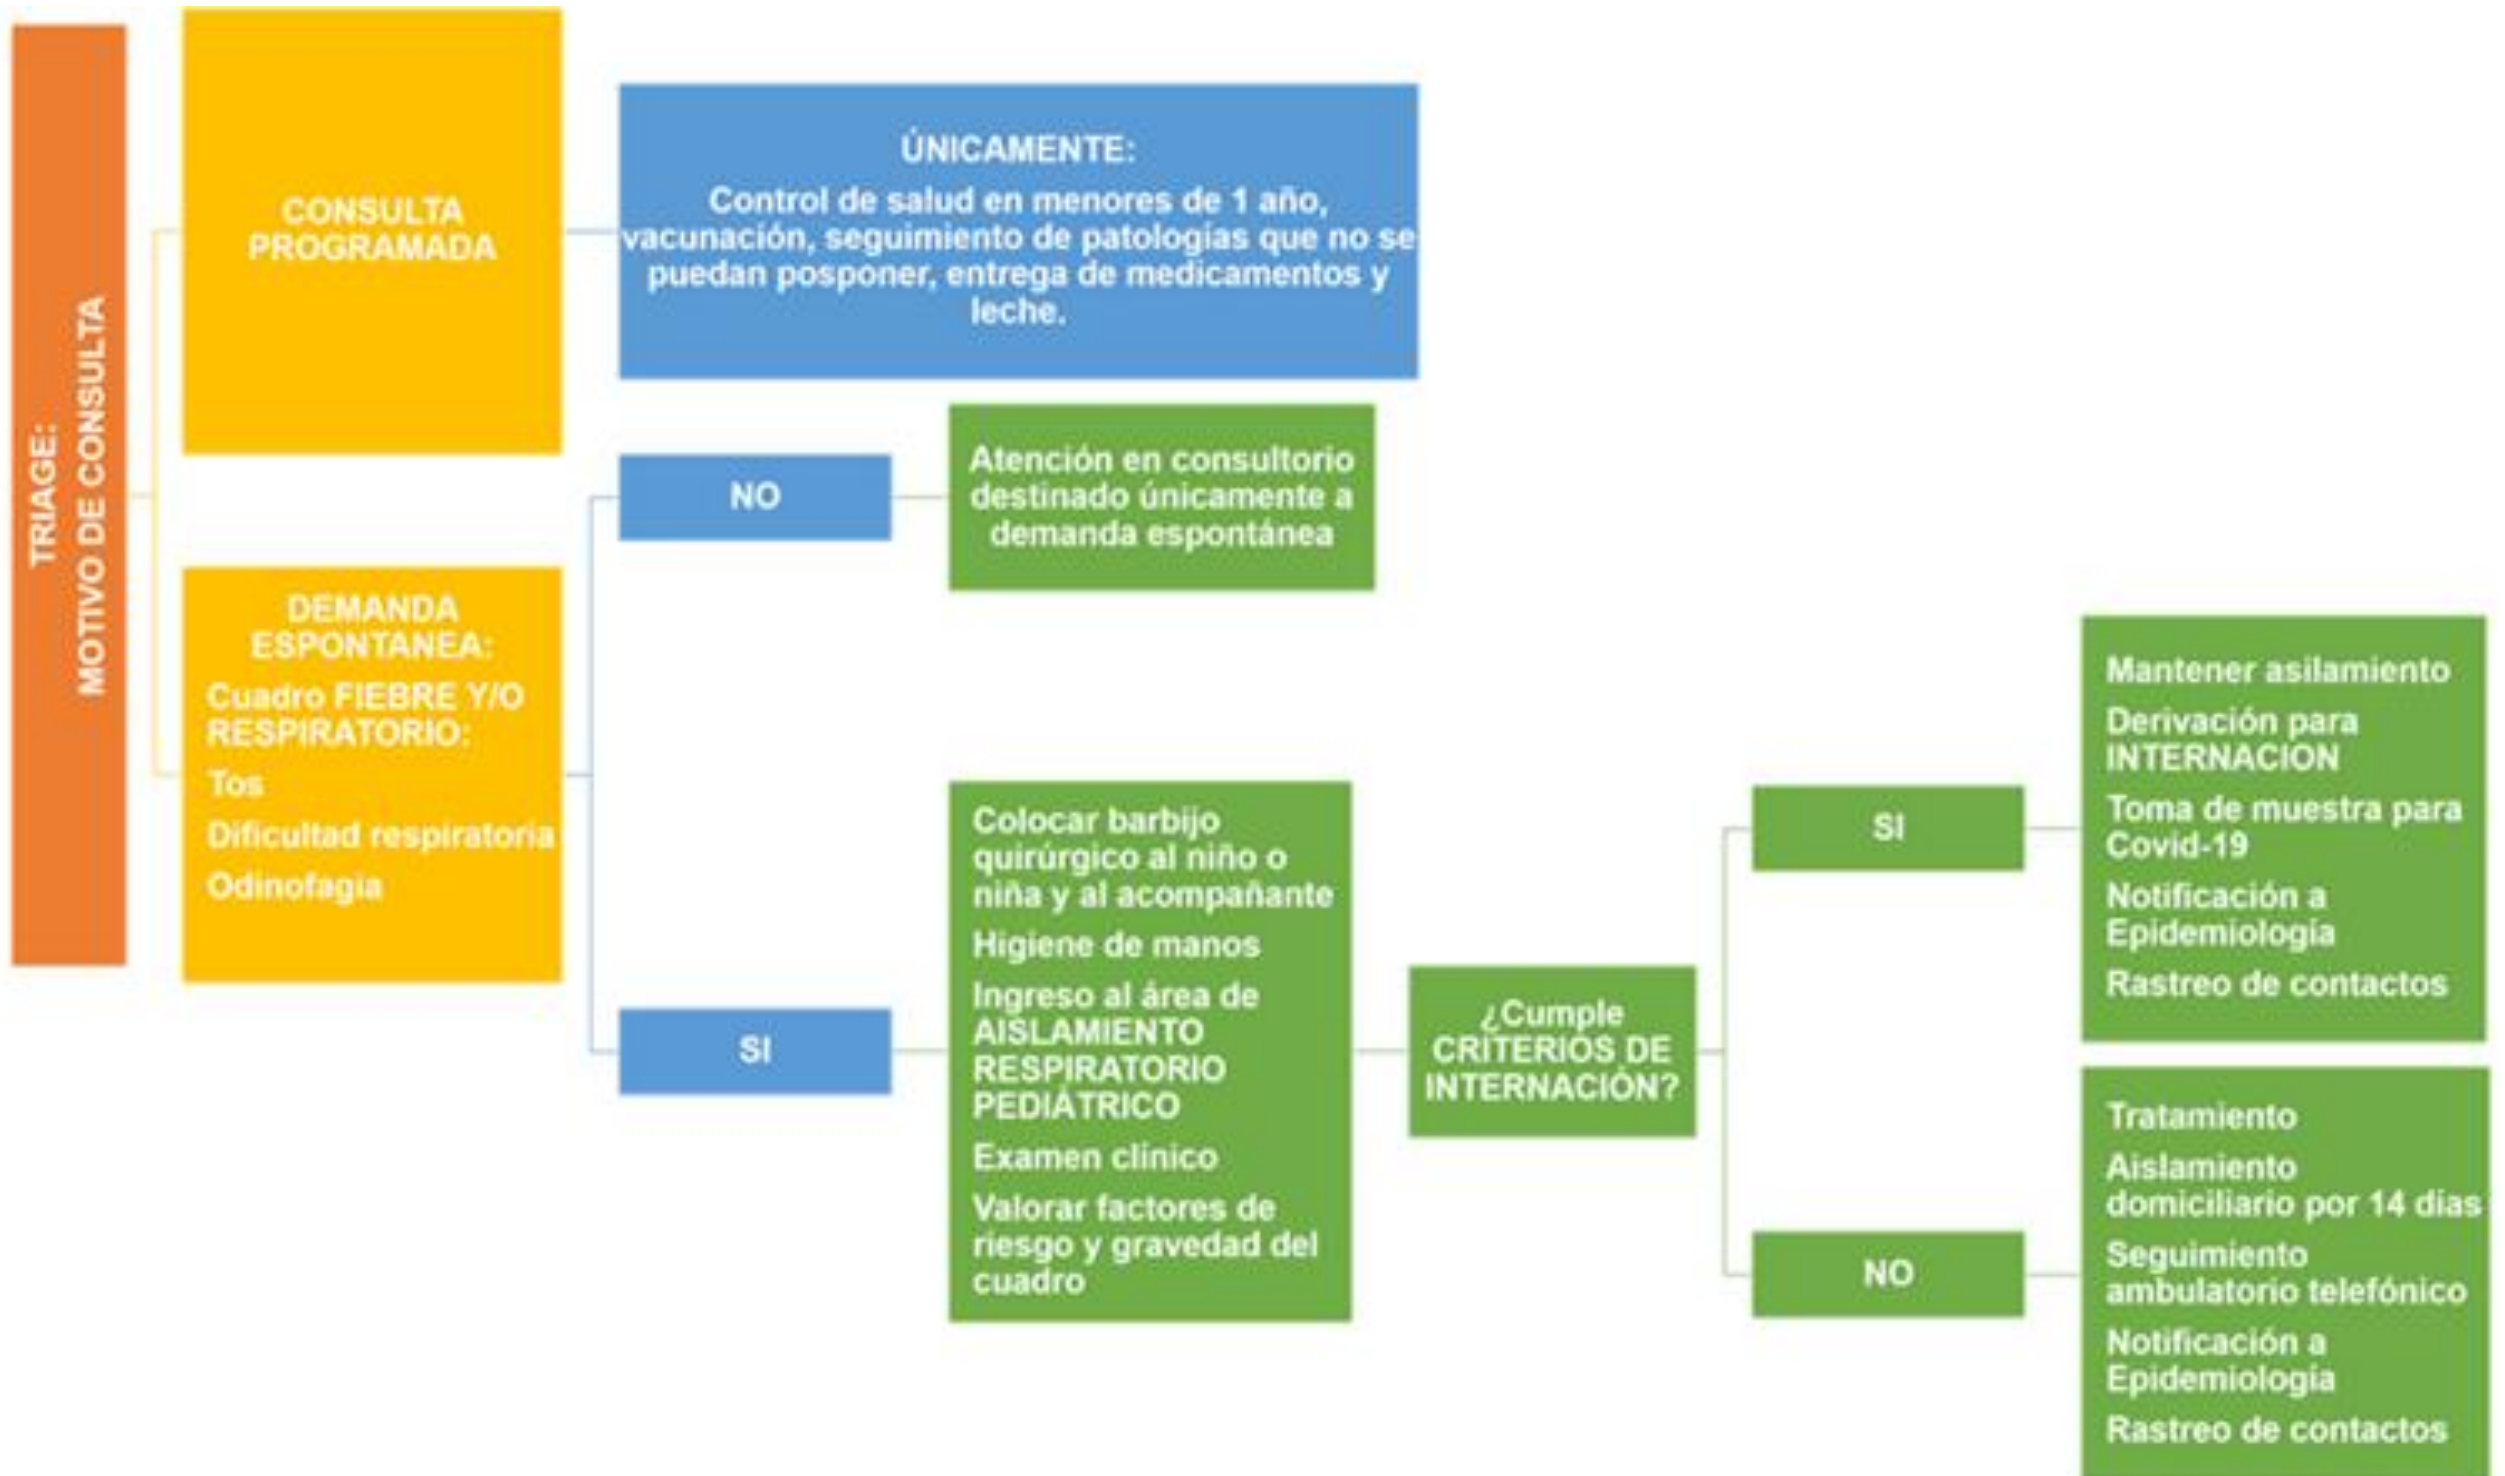 TRIAGE:
MOTIVO DE CONSULTA
CONSULTA
PROGRAMADA
ÚNICAMENTE:
Control de salud en menores de 1 año,
vacunación, seguimiento de patologías que no se
puedan posponer, entrega de medicamentos y
leche.
DEMANDA
ESPONTANEA:
Cuadro FIEBRE Y/O
RESPIRATORIO:
Tos
Dificultad respiratoria
Odinofagia
NO
Atención en consultorio
destinado únicamente a
demanda espontánea
SI
Colocar barbijo
quirúrgico al niño o
niña y al acompañante
Higiene de manos
Ingreso al área de
AISLAMIENTO
RESPIRATORIO
PEDIÁTRICO
Examen clínico
Valorar factores de
riesgo y gravedad del
cuadro
¿Cumple
CRITERIOS DE
INTERNACIÓN?
SI
Mantener asilamiento
Derivación para
INTERNACION
Toma de muestra para
Covid-19
Notificación a
Epidemiología
Rastreo de contactos
NO
Tratamiento
Aislamiento
domiciliario por 14 días
Seguimiento
ambulatorio telefónico
Notificación a
Epidemiología
Rastreo de contactos